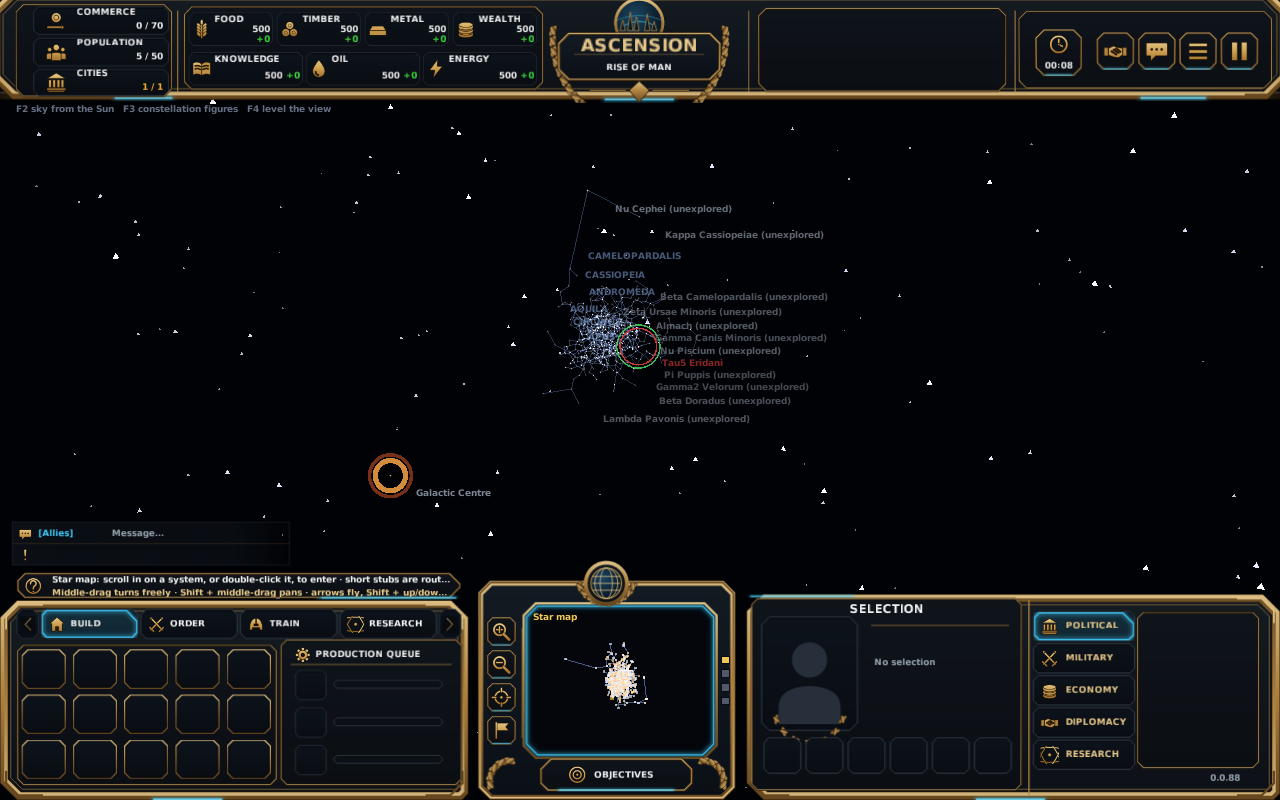 COMMERCE
0 / 70
POPULATION
5 / 50
CITIES
1 / 1
FOOD
500
+0
TIMBER
500
+0
METAL
500
+0
WEALTH
500
+0
KNOWLEDGE
500 +0
OIL
500 +0
ENERGY
500 +0
ASCENSION
RISE OF MAN
00:08
F2 sky from the Sun F3 constellation figures F4 level the view
Nu Cephei (unexplored)
Kappa Cassiopeiae (unexplored)
CAMELOPARDALIS
CASSIOPEIA
ANDROMEDA
Beta Camelopardalis (unexplored)
AQUILA
Zeta Ursae Minoris (unexplored)
Almach (unexplored)
Gamma Canis Minoris (unexplored)
Nu Piscium (unexplored)
Tau5 Eridani
Pi Puppis (unexplored)
Gamma2 Velorum (unexplored)
Beta Doradus (unexplored)
Lambda Pavonis (unexplored)
Galactic Centre
[Allies] Message...
!
Star map: scroll in on a system, or double-click it, to enter · short stubs are rout...
Middle-drag turns freely · Shift + middle-drag pans · arrows fly, Shift + up/dow...
BUILD
ORDER
TRAIN
RESEARCH
PRODUCTION QUEUE
Star map
OBJECTIVES
SELECTION
No selection
POLITICAL
MILITARY
ECONOMY
DIPLOMACY
RESEARCH
0.0.88